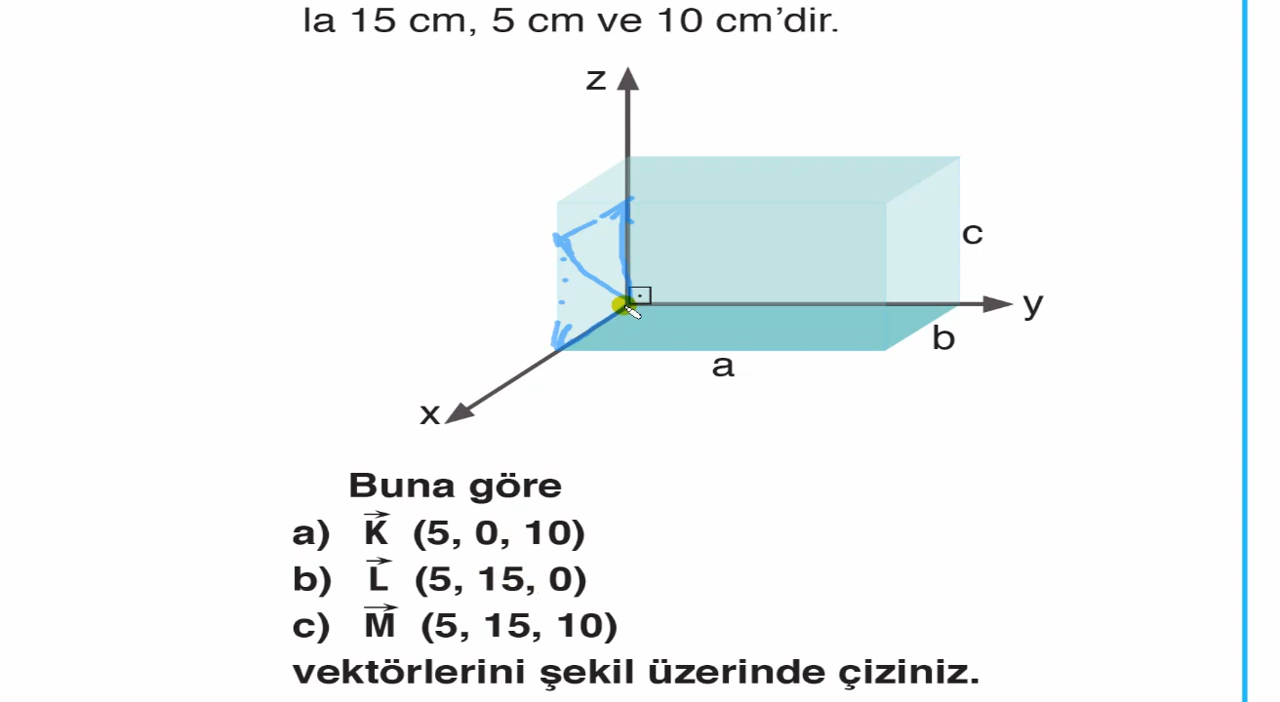 la 15 cm, 5 cm ve 10 cm’dir.
z
c
y
b
a
x
Buna göre
a) K (5, 0, 10)
b) L (5, 15, 0)
c) M (5, 15, 10)
vektörlerini şekil üzerinde çiziniz.